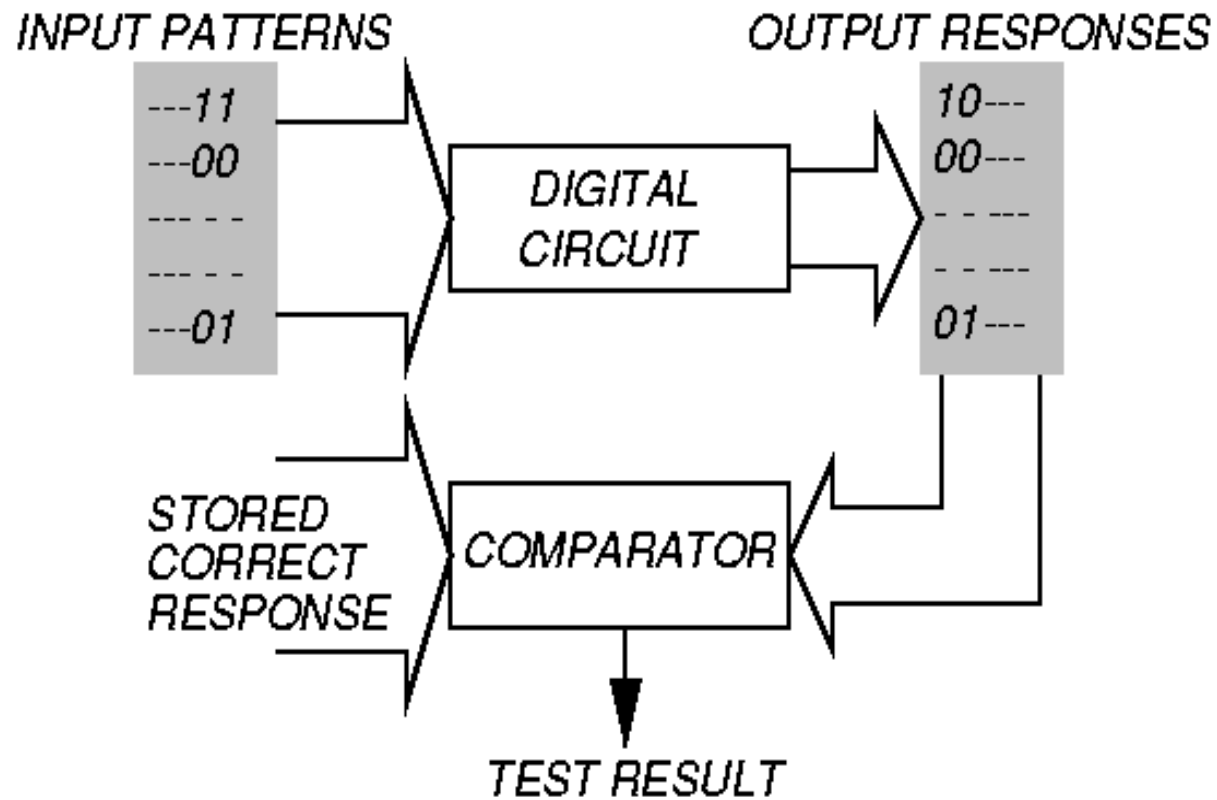 INPUT PATTERNS
---11
---00
--- - -
--- - -
---01
DIGITAL
CIRCUIT
OUTPUT RESPONSES
10---
00---
- - ---
- - ---
01---
STORED
CORRECT
RESPONSE
COMPARATOR
TEST RESULT